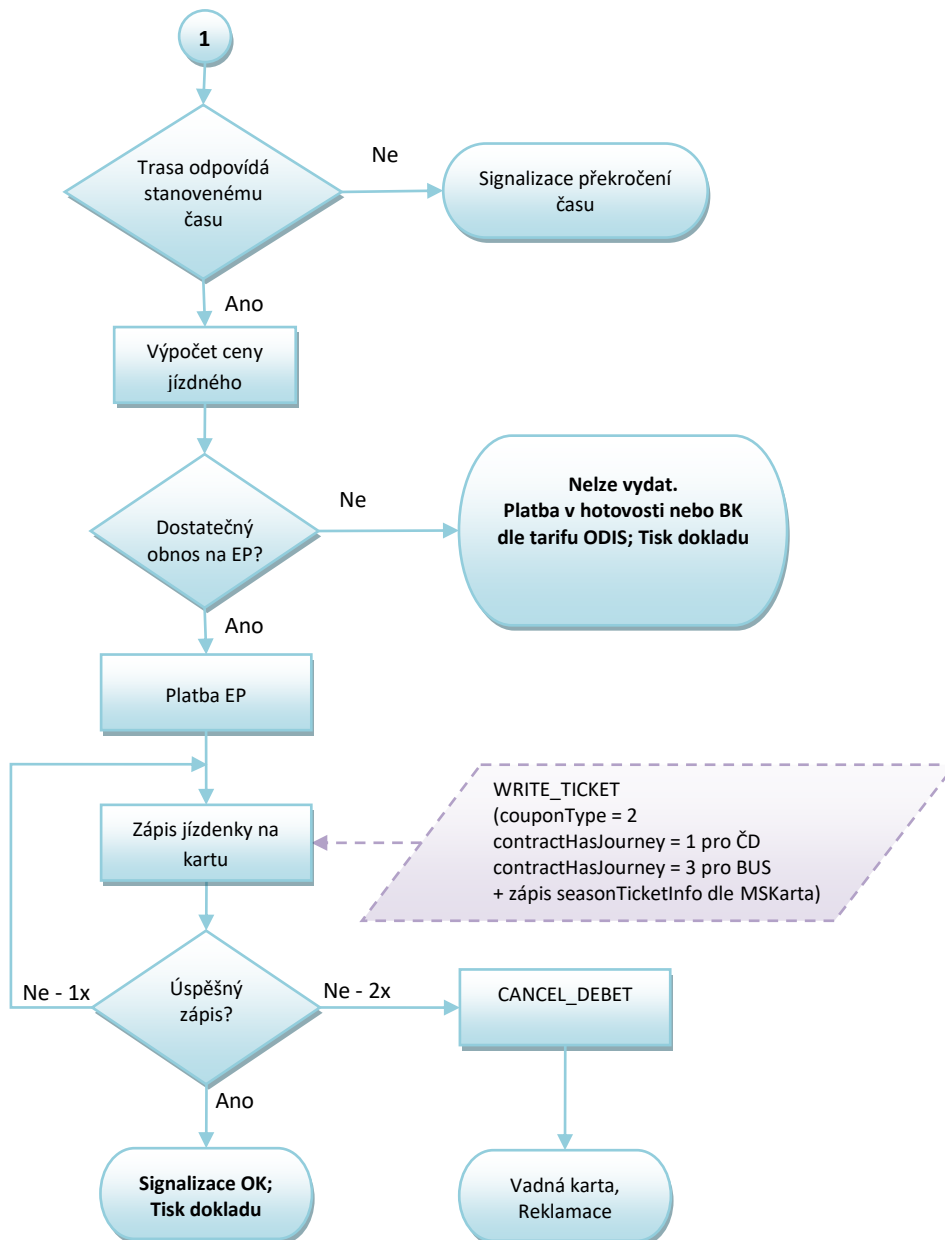 1
Trasa odpovídá
stanovenému
času
Ne
Signalizace překročení
času
Ano
Výpočet ceny
jízdného
Dostatečný
obnos na EP?
Ne
Nelze vydat.
Platba v hotovosti nebo BK
dle tarifu ODIS; Tisk dokladu
Ano
Platba EP
Zápis jízdenky na
kartu
WRITE_TICKET
(couponType = 2
contractHasJourney = 1 pro ČD
contractHasJourney = 3 pro BUS
+ zápis seasonTicketInfo dle MSKarta)
Ne - 1x
Úspěšný
zápis?
Ne - 2x
CANCEL_DEBET
Ano
Signalizace OK;
Tisk dokladu
Vadná karta,
Reklamace